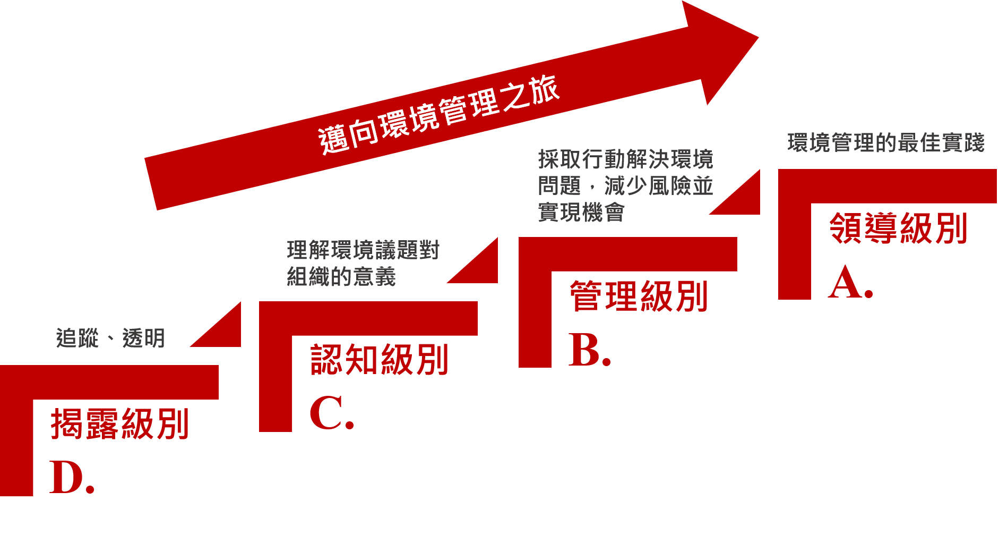 邁向環境管理之旅
環境管理的最佳實踐
領導級別
A.
採取行動解決環境
問題，減少風險並
實現機會
管理級別
B.
理解環境議題對
組織的意義
認知級別
C.
追蹤、透明
揭露級別
D.